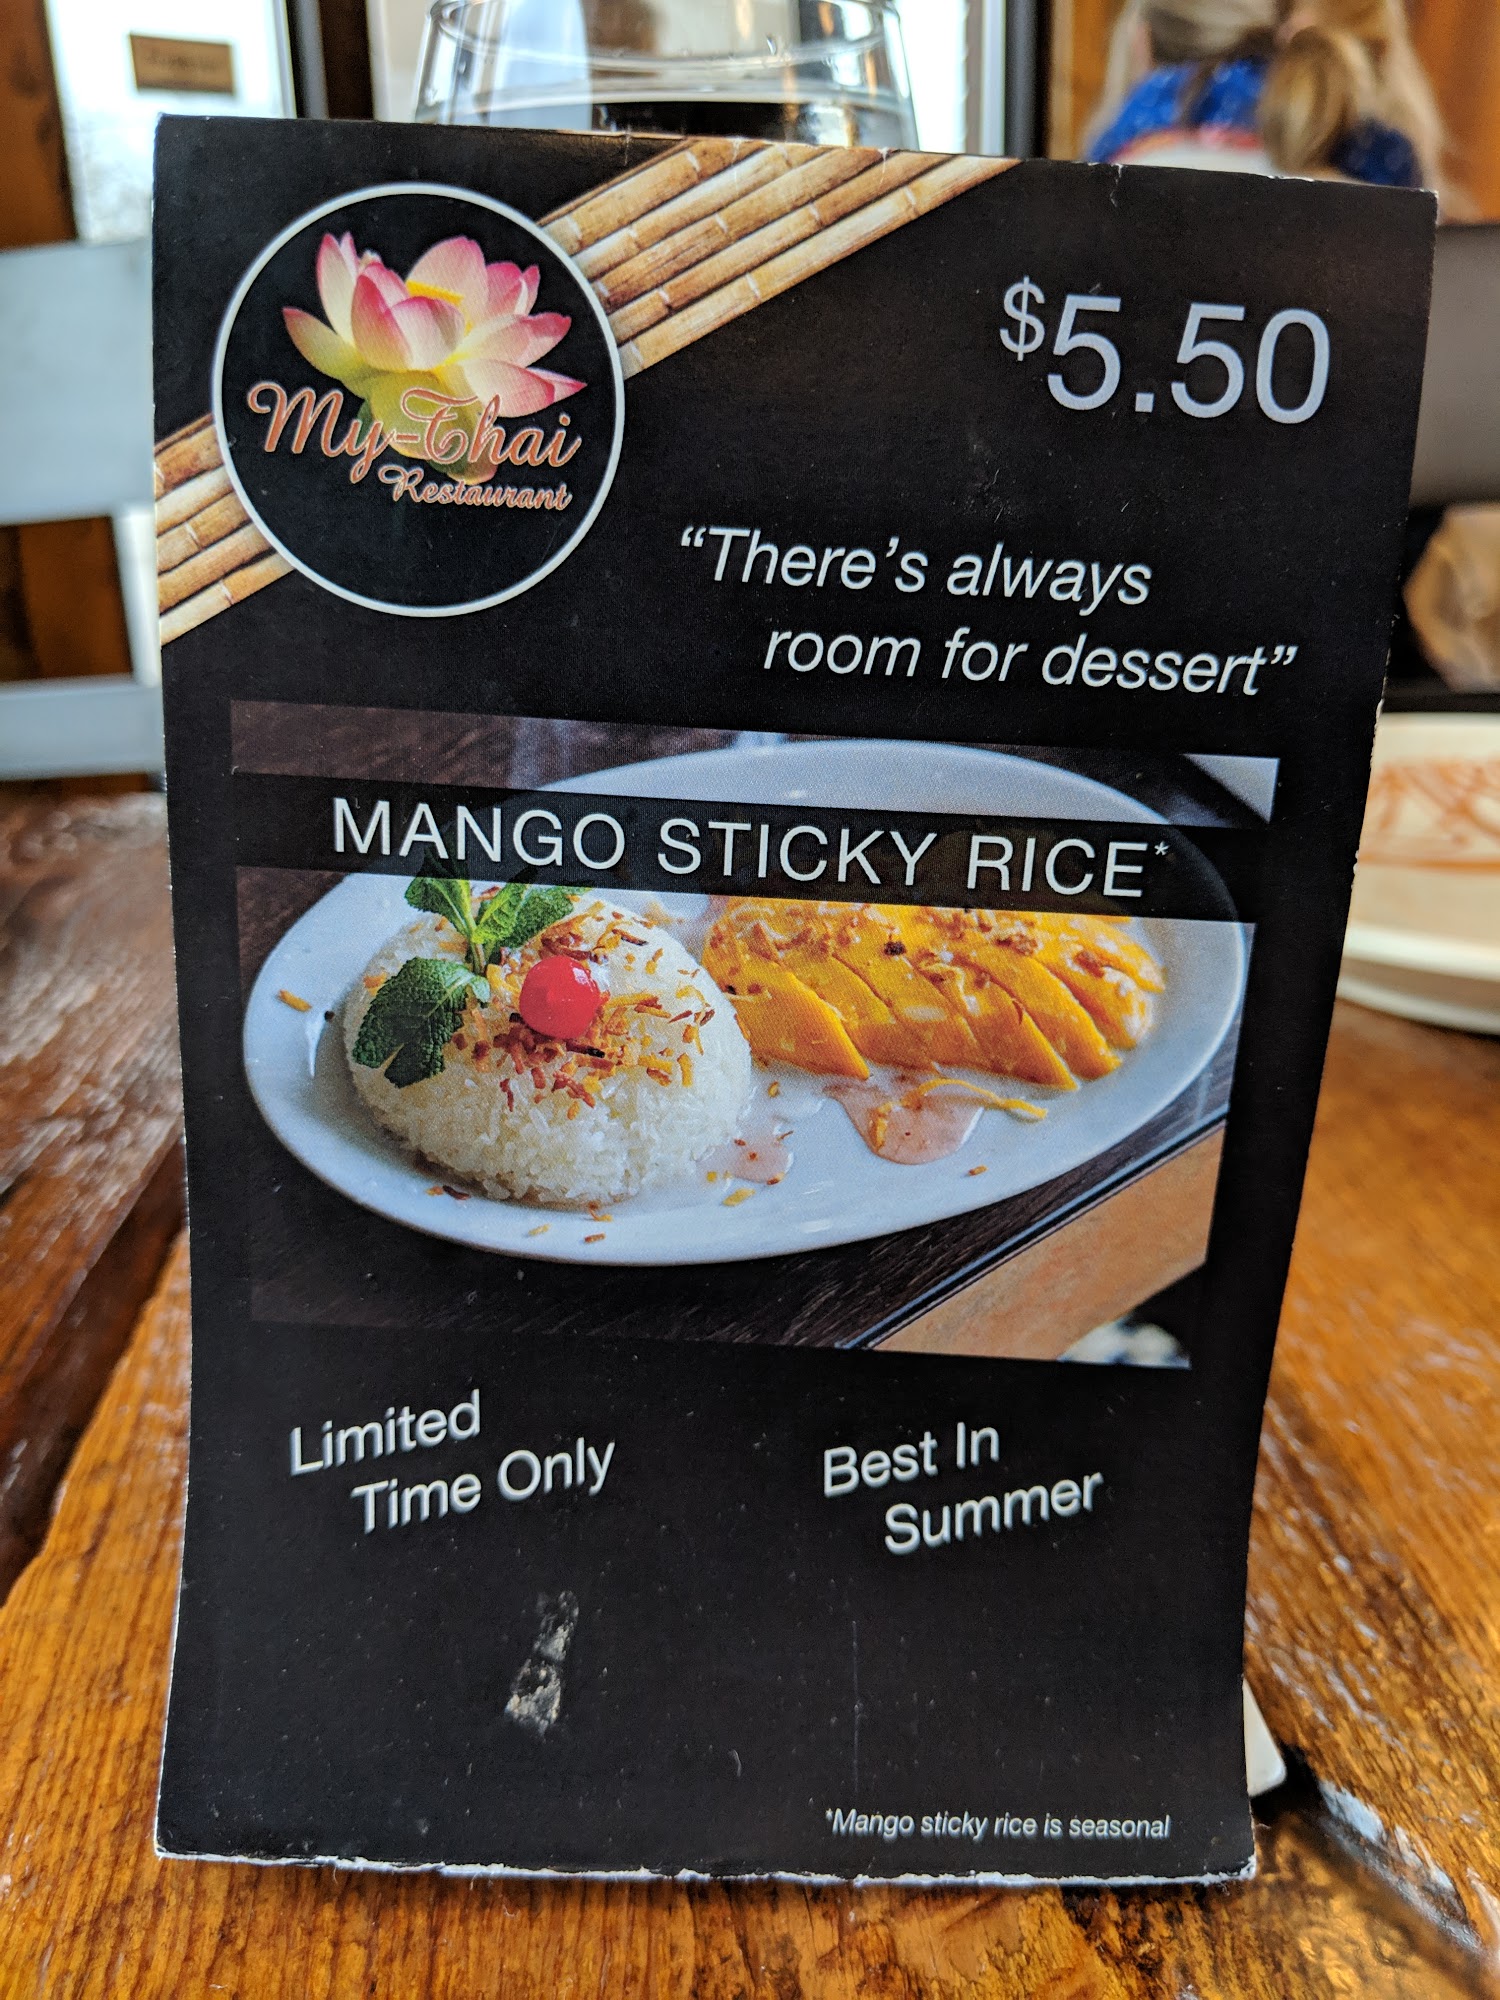 My-Thai
Restaurant
$5.50
“There’s always
room for dessert”
MANGO STICKY RICE*
Limited
Time Only
Best In
Summer
*Mango sticky rice is seasonal